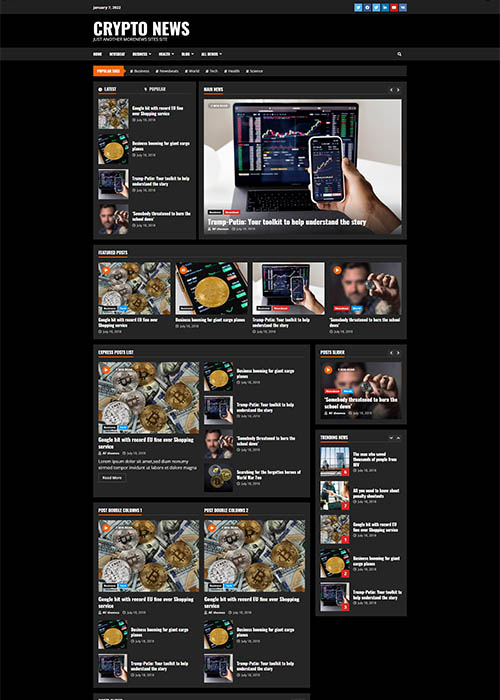 January 7, 2022
CRYPTO NEWS
JUST ANOTHER MORENEWS SITES SITE
HOME
NEWSBEAT
BUSINESS
HEALTH
BLOG
ALL DEMOS
POPULAR TAGS
# Business
# Newsbeats
# World
# Tech
# Health
# Science
LATEST
POPULAR
Google hit with record EU fine
over Shopping service
July 18, 2018
Business booming for giant cargo
planes
July 18, 2018
Trump-Putin: Your toolkit to help
understand the story
July 18, 2018
'Somebody threatened to burn the
school down'
July 18, 2018
MAIN NEWS
Business
Newsbeat
Trump-Putin: Your toolkit to help understand the story
AF themes
July 18, 2018
FEATURED POSTS
Business
Tech
Google hit with record EU fine over
Shopping service
July 18, 2018
Business
Business booming for giant cargo planes
July 18, 2018
Business
Newsbeat
Trump-Putin: Your toolkit to help
understand the story
July 18, 2018
Newsbeat
World
'Somebody threatened to burn the school
down'
July 18, 2018
EXPRESS POSTS LIST
Business
Tech
Google hit with record EU fine over Shopping
service
AF themes
July 18, 2018
Lorem ipsum dolor sit amet,sed diam nonumy
eirmod tempor invidunt ut labore et dolore magna
Read More
Business booming for giant cargo
planes
July 18, 2018
Trump-Putin: Your toolkit to help
understand the story
July 18, 2018
'Somebody threatened to burn the
school down'
July 18, 2018
Searching for the forgotten heroes of
World War Two
July 18, 2018
POSTS SLIDER
Newsbeat
World
'Somebody threatened to burn the
school down'
AF themes
July 18, 2018
TRENDING NEWS
The man who saved
thousands of people from
HIV
July 18, 2018
All you need to know about
penalty shootouts
July 18, 2018
Google hit with record EU
fine over Shopping service
July 18, 2018
1
Business booming for giant
cargo planes
July 18, 2018
2
Trump-Putin: Your toolkit to
help understand the story
July 18, 2018
3
POST DOUBLE COLUMNS 1
Business
Tech
Google hit with record EU fine over Shopping
service
AF themes
July 18, 2018
Business booming for giant cargo
planes
July 18, 2018
Trump-Putin: Your toolkit to help
understand the story
July 18, 2018
POST DOUBLE COLUMNS 2
Business
Tech
Google hit with record EU fine over Shopping
service
AF themes
July 18, 2018
Business booming for giant cargo
planes
July 18, 2018
Trump-Putin: Your toolkit to help
understand the story
July 18, 2018